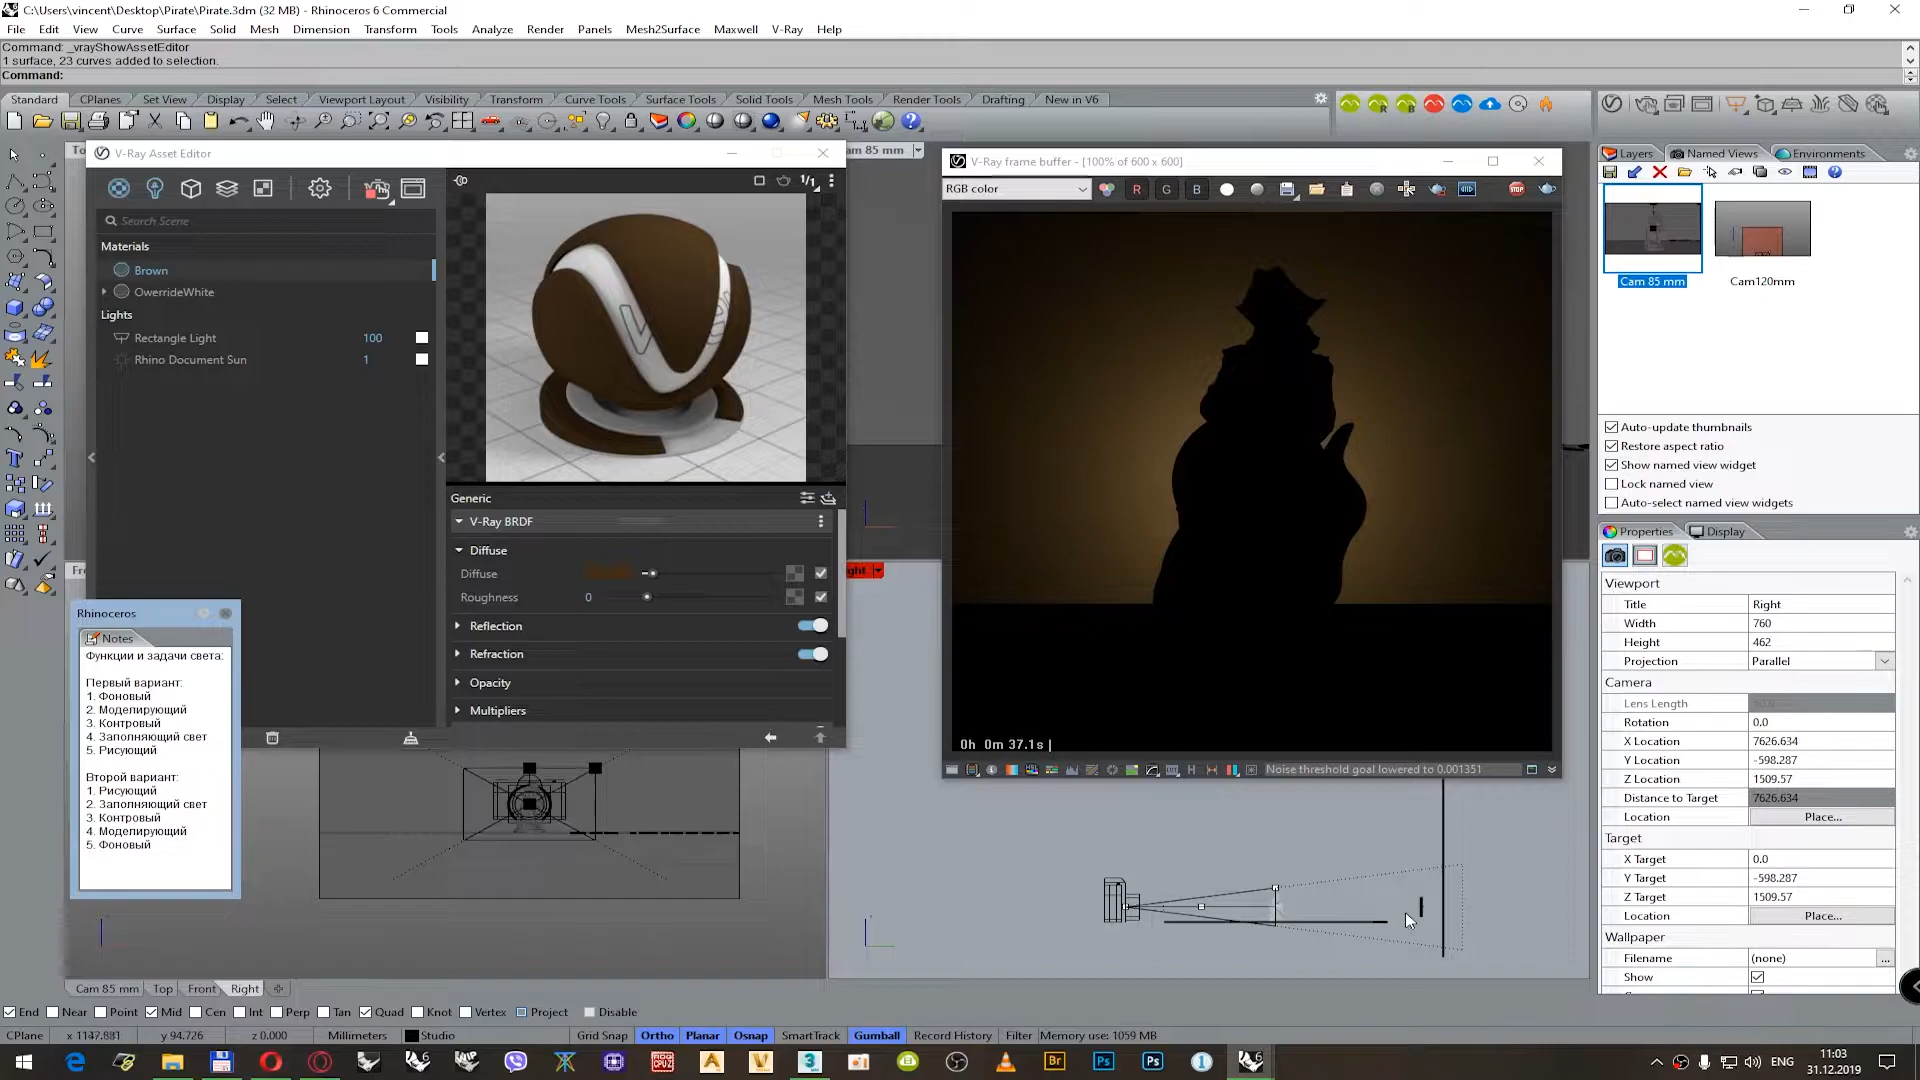 C:\Users\vincent\Desktop\Pirate\Pirate.3dm (32 MB) - Rhinoceros 6 Commercial
File Edit View Curve Surface Solid Mesh Dimension Transform Tools Analyze Render Panels Mesh2Surface Maxwell V-Ray Help
Command: _vrayShowAssetEditor
1 surface, 23 curves added to selection.
Command:
Standard CPlanes Set View Display Select Viewport Layout Visibility Transform Curve Tools Surface Tools Solid Tools Mesh Tools Render Tools Drafting New in V6
V-Ray Asset Editor
Search Scene
Materials
Brown
OwerrideWhite
Lights
Rectangle Light 100
Rhino Document Sun 1
1/1
Generic
V-Ray BRDF
Diffuse
Diffuse
Roughness 0
Reflection
Refraction
Opacity
Multipliers
am 85 mm
V-Ray frame buffer - [100% of 600 x 600]
RGB color
R G B
0h 0m 37.1s |
Noise threshold goal lowered to 0.001351
ght
Rhinoceros
Notes
Функции и задачи света:
Первый вариант:
1. Фоновый
2. Моделирующий
3. Контровый
4. Заполняющий свет
5. Рисующий
Второй вариант:
1. Рисующий
2. Заполняющий свет
3. Контровый
4. Моделирующий
5. Фоновый
Layers Named Views Environments
Cam 85 mm
Cam120mm
Auto-update thumbnails
Restore aspect ratio
Show named view widget
Lock named view
Auto-select named view widgets
Properties Display
Viewport
Title Right
Width 760
Height 462
Projection Parallel
Camera
Lens Length
Rotation 0.0
X Location 7626.634
Y Location -598.287
Z Location 1509.57
Distance to Target 7626.634
Location Place...
Target
X Target 0.0
Y Target -598.287
Z Target 1509.57
Location Place...
Wallpaper
Filename (none) ...
Show
Cam 85 mm Top Front Right
End Near Point Mid Cen Int Perp Tan Quad Knot Vertex Project Disable
CPlane x 1147.881 y 94.726 z 0.000 Millimeters Studio Grid Snap Ortho Planar Osnap SmartTrack Gumball Record History Filter Memory use: 1059 MB
ENG
11:03
31.12.2019